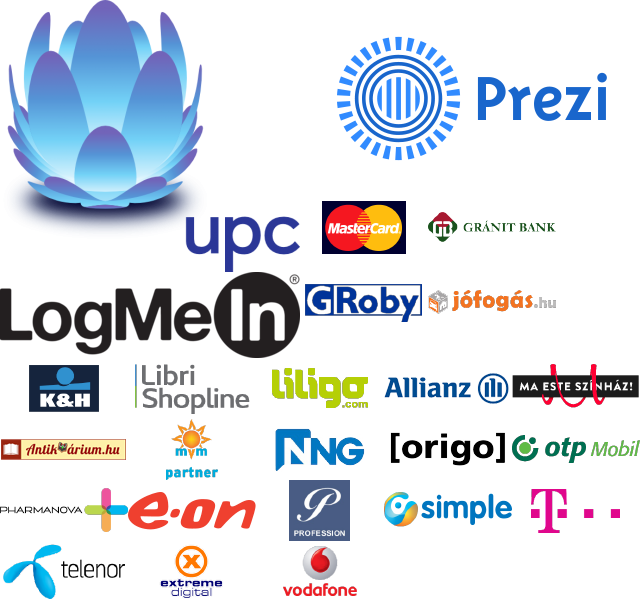 Prezi
upc
MasterCard
GB GRÁNIT BANK
LogMeIn®
GRoby
jófogás.hu
K&H
Libri
Shopline
liligo
.com
Allianz
MA ESTE SZÍNHÁZ!
Antikvárium.hu
m m
partner
NNG
[origo]
otp Mobil
PHARMANOVA
e·on
P
PROFESSION
simple
T
telenor
extreme
digital
vodafone